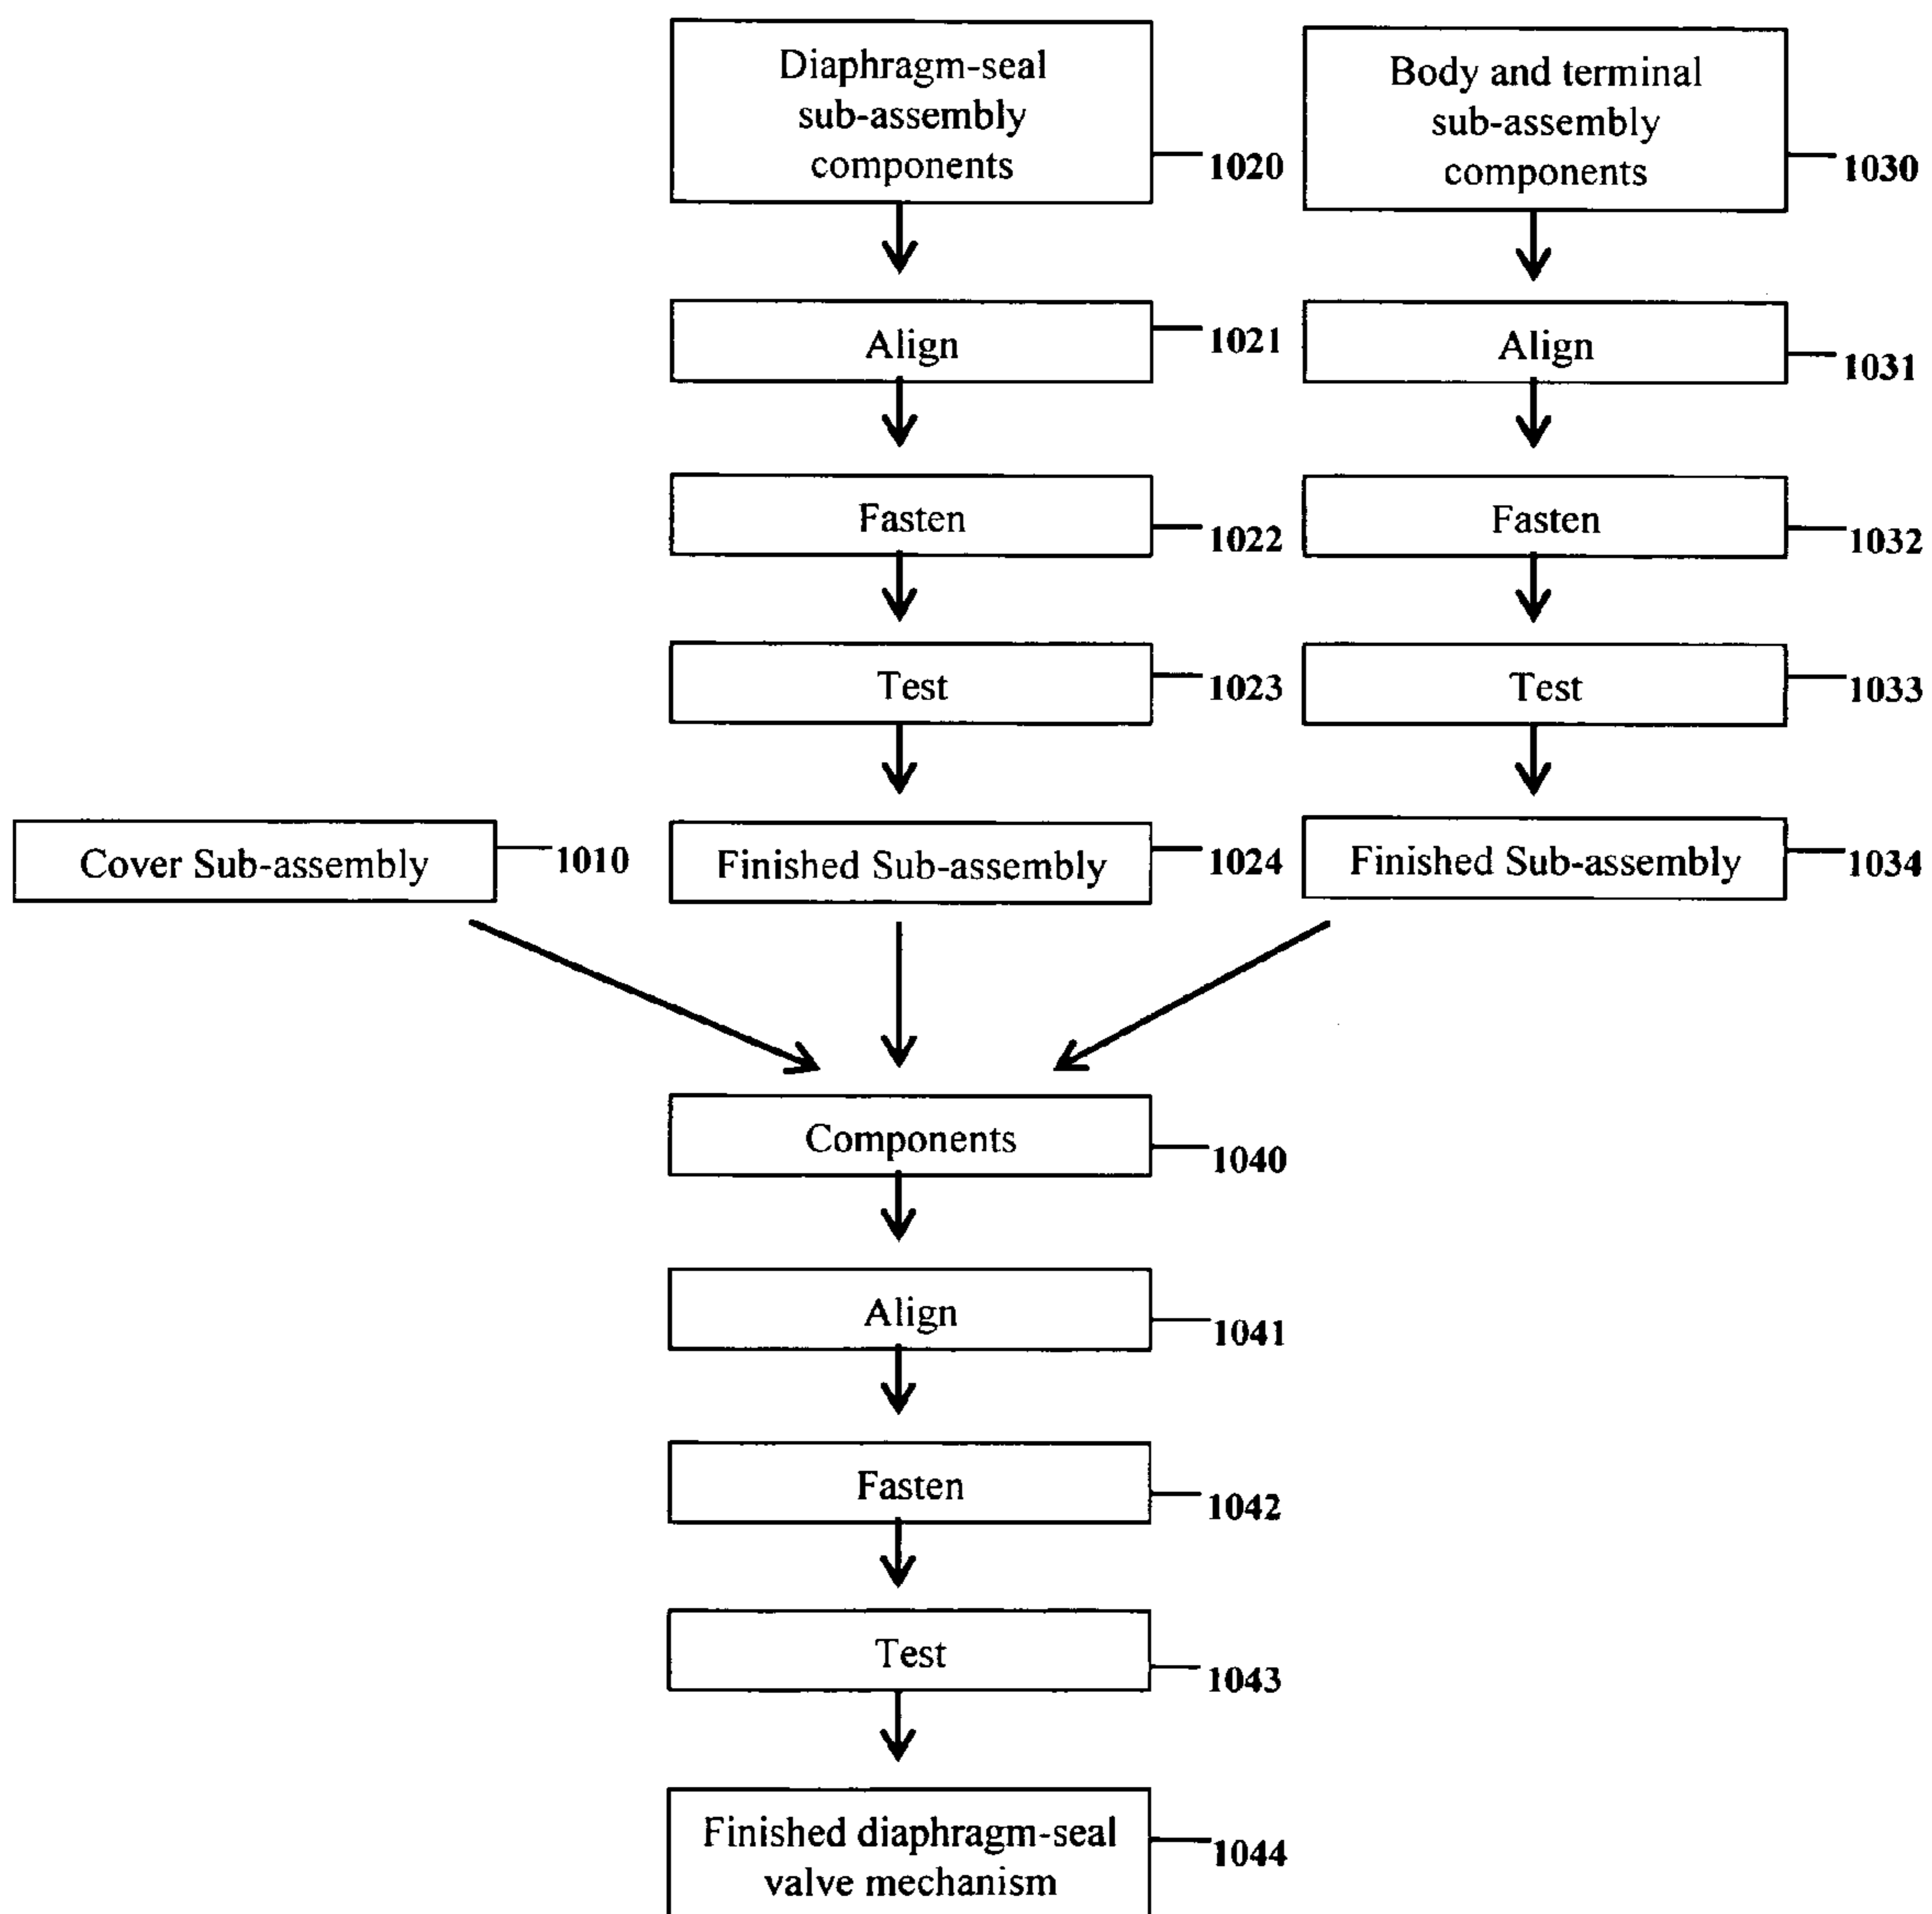 Diaphragm-seal
sub-assembly
components
1020
Body and terminal
sub-assembly
components
1030
Align
1021
Align
1031
Fasten
1022
Fasten
1032
Test
1023
Test
1033
Cover Sub-assembly
1010
Finished Sub-assembly
1024
Finished Sub-assembly
1034
Components
1040
Align
1041
Fasten
1042
Test
1043
Finished diaphragm-seal
valve mechanism
1044